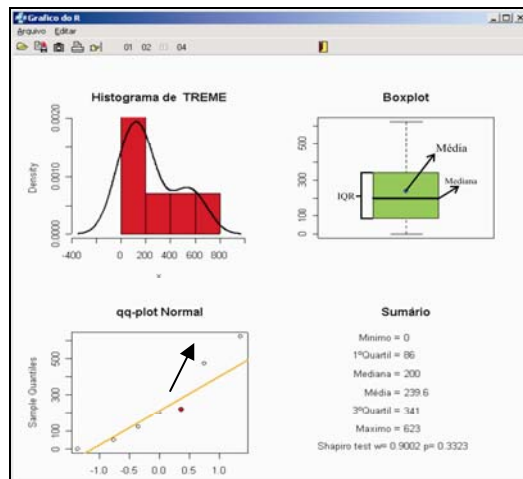 Grafico do R
Arquivo Editar
01 02 03 04
Histograma de TREME
Density
0.0000 0.0010 0.0020
-400 0 200 400 600 800
x
Boxplot
0 100 300 500
Média
Mediana
IQR
qq-plot Normal
Sample Quantiles
0 100 300 500
-1.0 -0.5 0.0 0.5 1.0
Sumário
Minimo = 0
1ºQuartil = 86
Mediana = 200
Média = 239.6
3ºQuartil = 341
Maximo = 623
Shapiro test w= 0.9002 p= 0.3323